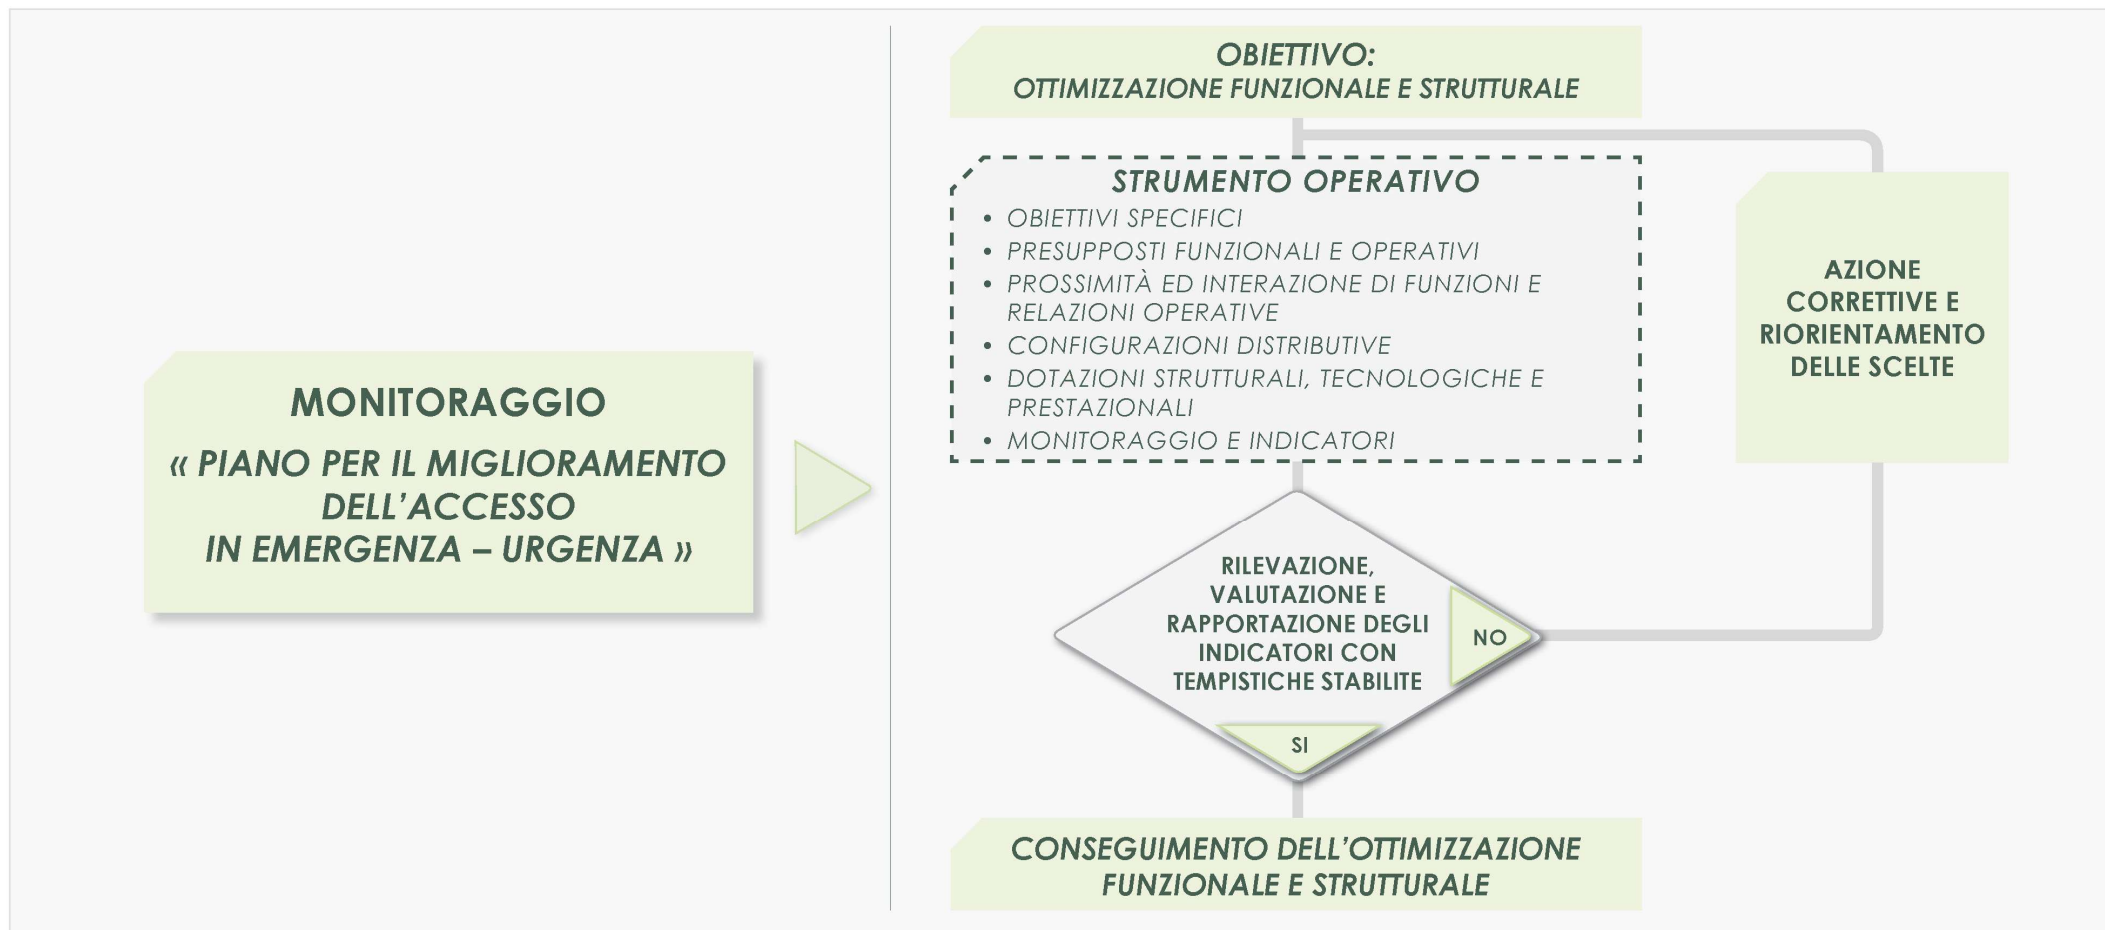 MONITORAGGIO
« PIANO PER IL MIGLIORAMENTO
DELL’ACCESSO
IN EMERGENZA – URGENZA »
OBIETTIVO:
OTTIMIZZAZIONE FUNZIONALE E STRUTTURALE
STRUMENTO OPERATIVO
• OBIETTIVI SPECIFICI
• PRESUPPOSTI FUNZIONALI E OPERATIVI
• PROSSIMITÀ ED INTERAZIONE DI FUNZIONI E
RELAZIONI OPERATIVE
• CONFIGURAZIONI DISTRIBUTIVE
• DOTAZIONI STRUTTURALI, TECNOLOGICHE E
PRESTAZIONALI
• MONITORAGGIO E INDICATORI
AZIONE
CORRETTIVE E
RIORIENTAMENTO
DELLE SCELTE
RILEVAZIONE,
VALUTAZIONE E
RAPPORTAZIONE DEGLI
INDICATORI CON
TEMPISTICHE STABILITE
NO
SI
CONSEGUIMENTO DELL’OTTIMIZZAZIONE
FUNZIONALE E STRUTTURALE